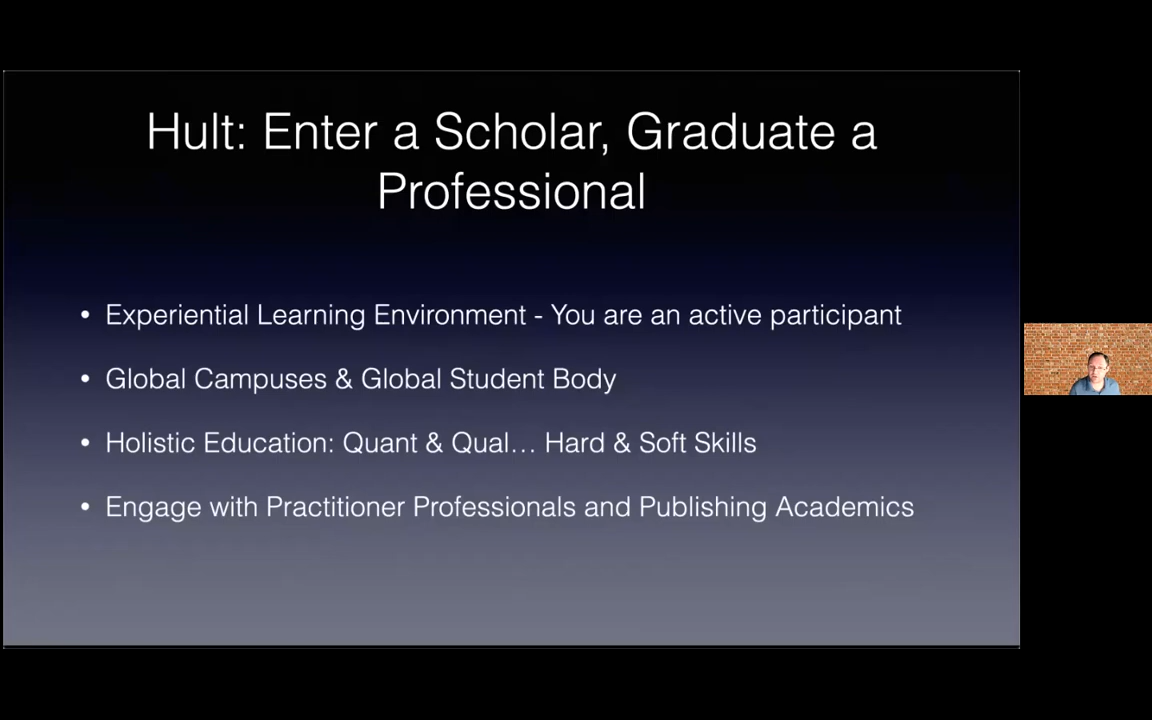 Hult: Enter a Scholar, Graduate a
Professional
• Experiential Learning Environment - You are an active participant
• Global Campuses & Global Student Body
• Holistic Education: Quant & Qual… Hard & Soft Skills
• Engage with Practitioner Professionals and Publishing Academics